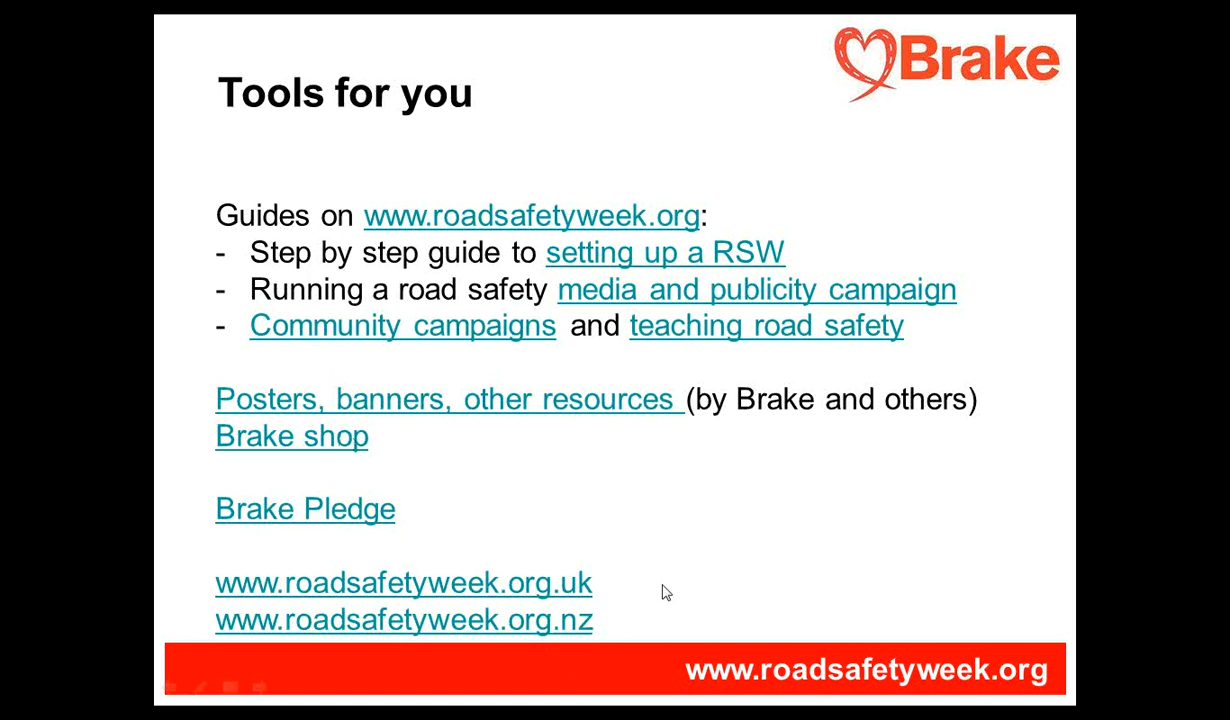 Brake
Tools for you
Guides on www.roadsafetyweek.org:
- Step by step guide to setting up a RSW
- Running a road safety media and publicity campaign
- Community campaigns and teaching road safety
Posters, banners, other resources (by Brake and others)
Brake shop
Brake Pledge
www.roadsafetyweek.org.uk
www.roadsafetyweek.org.nz
www.roadsafetyweek.org